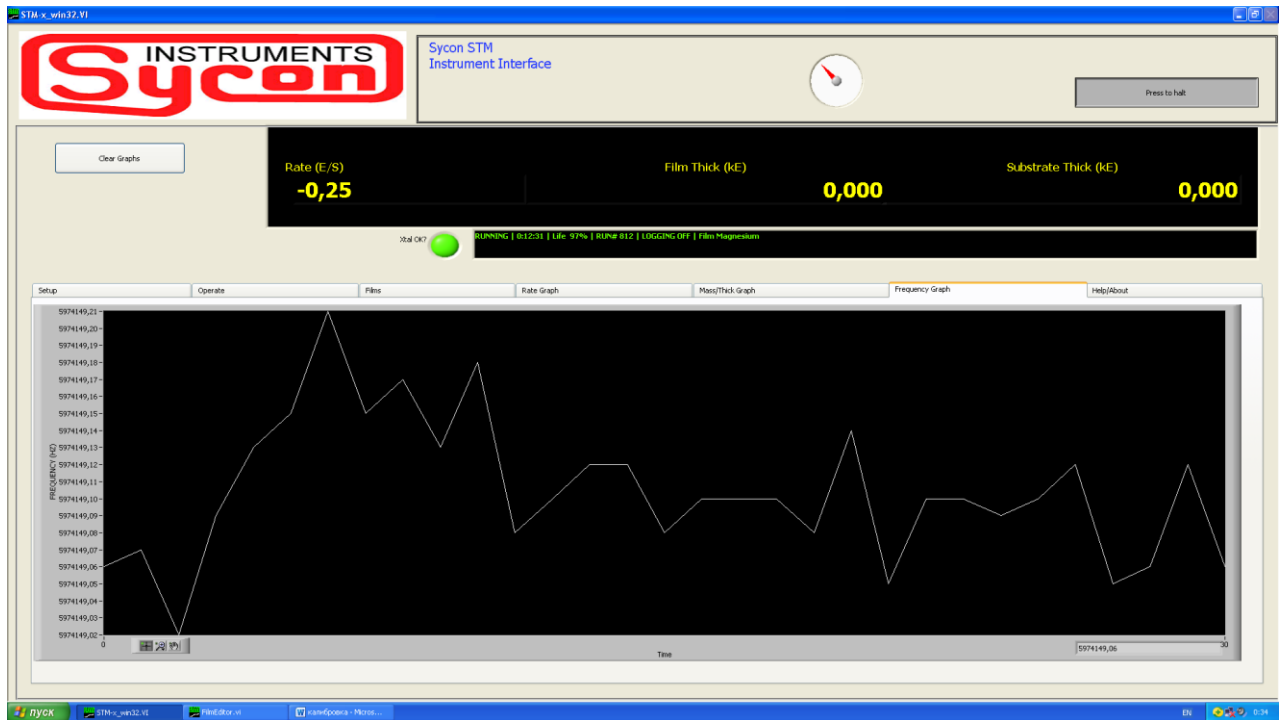 STM-x_win32.VI
INSTRUMENTS
Sycon
Sycon STM
Instrument Interface
Press to halt
Clear Graphs
Rate (E/S)
-0,25
Film Thick (kE)
0,000
Substrate Thick (kE)
0,000
Xtal OK?
RUNNING | 0:12:31 | Life 97% | RUN# 812 | LOGGING OFF | Film Magnesium
Setup
Operate
Films
Rate Graph
Mass/Thick Graph
Frequency Graph
Help/About
FREQUENCY (HZ)
5974149,21
5974149,20
5974149,19
5974149,18
5974149,17
5974149,16
5974149,15
5974149,14
5974149,13
5974149,12
5974149,11
5974149,10
5974149,09
5974149,08
5974149,07
5974149,06
5974149,05
5974149,04
5974149,03
5974149,02
0
Time
5974149,06
30
пуск
STM-x_win32.VI
FilmEditor.vi
калибровка - Micros...
EN
0:34